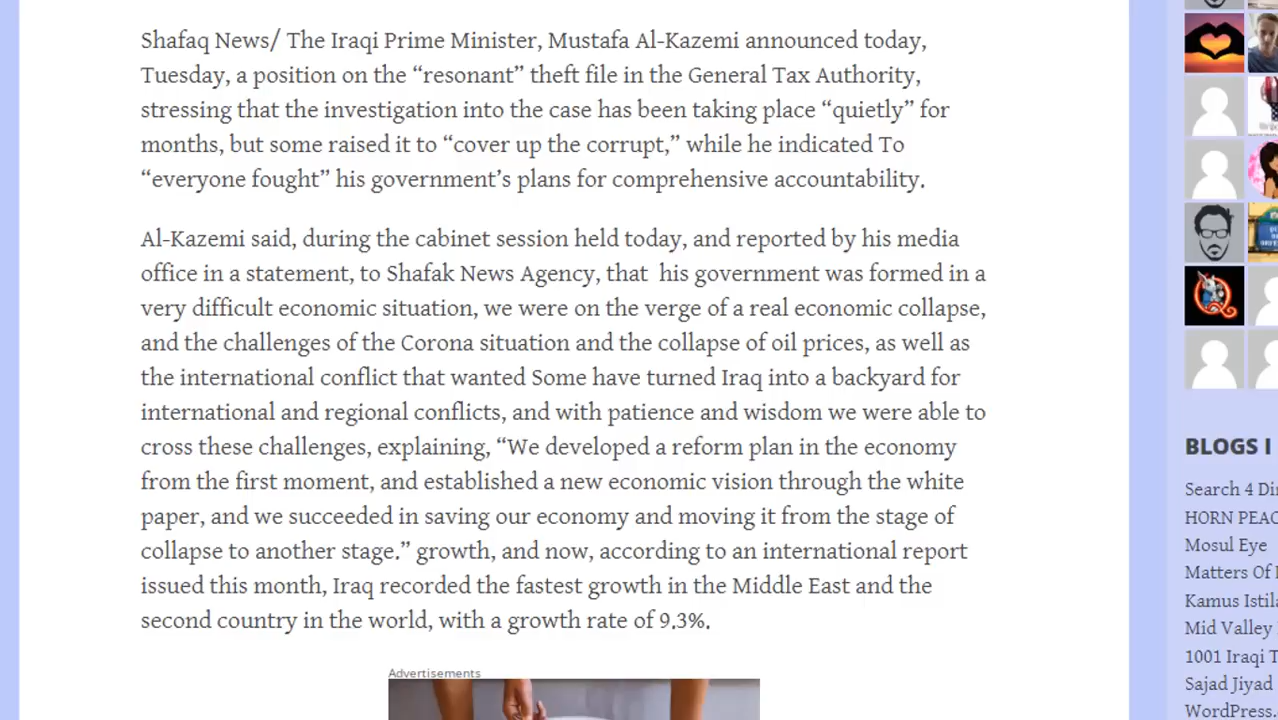 Shafaq News/ The Iraqi Prime Minister, Mustafa Al-Kazemi announced today,
Tuesday, a position on the “resonant” theft file in the General Tax Authority,
stressing that the investigation into the case has been taking place “quietly” for
months, but some raised it to “cover up the corrupt,” while he indicated To
“everyone fought” his government’s plans for comprehensive accountability.
Al-Kazemi said, during the cabinet session held today, and reported by his media
office in a statement, to Shafak News Agency, that his government was formed in a
very difficult economic situation, we were on the verge of a real economic collapse,
and the challenges of the Corona situation and the collapse of oil prices, as well as
the international conflict that wanted Some have turned Iraq into a backyard for
international and regional conflicts, and with patience and wisdom we were able to
cross these challenges, explaining, “We developed a reform plan in the economy
from the first moment, and established a new economic vision through the white
paper, and we succeeded in saving our economy and moving it from the stage of
collapse to another stage.” growth, and now, according to an international report
issued this month, Iraq recorded the fastest growth in the Middle East and the
second country in the world, with a growth rate of 9.3%.
Advertisements
BLOGS I
Search 4 Di
HORN PEAC
Mosul Eye
Matters Of
Kamus Istila
Mid Valley
1001 Iraqi T
Sajad Jiyad
WordPress.